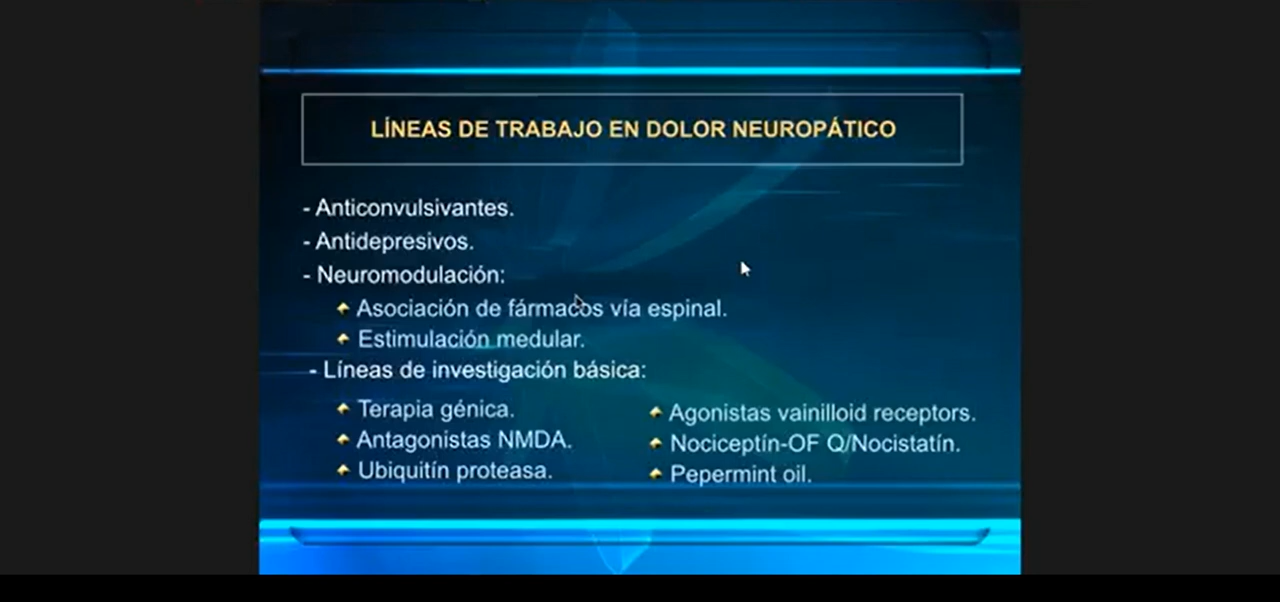 LÍNEAS DE TRABAJO EN DOLOR NEUROPÁTICO
- Anticonvulsivantes.
- Antidepresivos.
- Neuromodulación:
Asociación de fármacos vía espinal.
Estimulación medular.
- Líneas de investigación básica:
Terapia génica.
Antagonistas NMDA.
Ubiquitín proteasa.
Agonistas vainilloid receptors.
Nociceptín-OF Q/Nocistatín.
Pepermint oil.